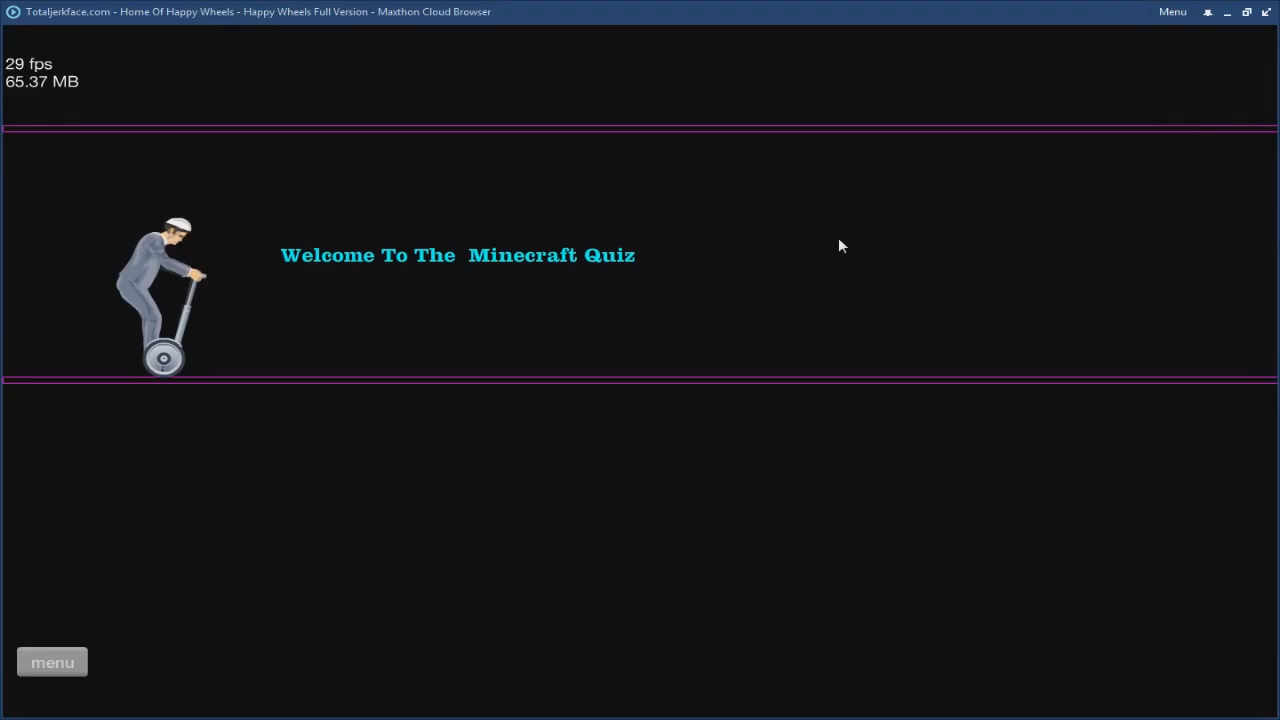 Totaljerkface.com - Home Of Happy Wheels - Happy Wheels Full Version - Maxthon Cloud Browser
Menu
29 fps
65.37 MB
Welcome To The  Minecraft Quiz
menu